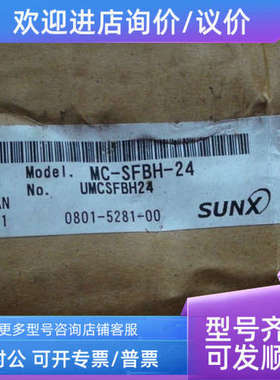 欢迎进店咨询/议价
Model. MC-SFBH-24
No. UMCSFBH24
AN
1 0801-5281-00
SUNX
更多型号咨询店铺客服
型号齐
对公 可开专票/普票
可发顺